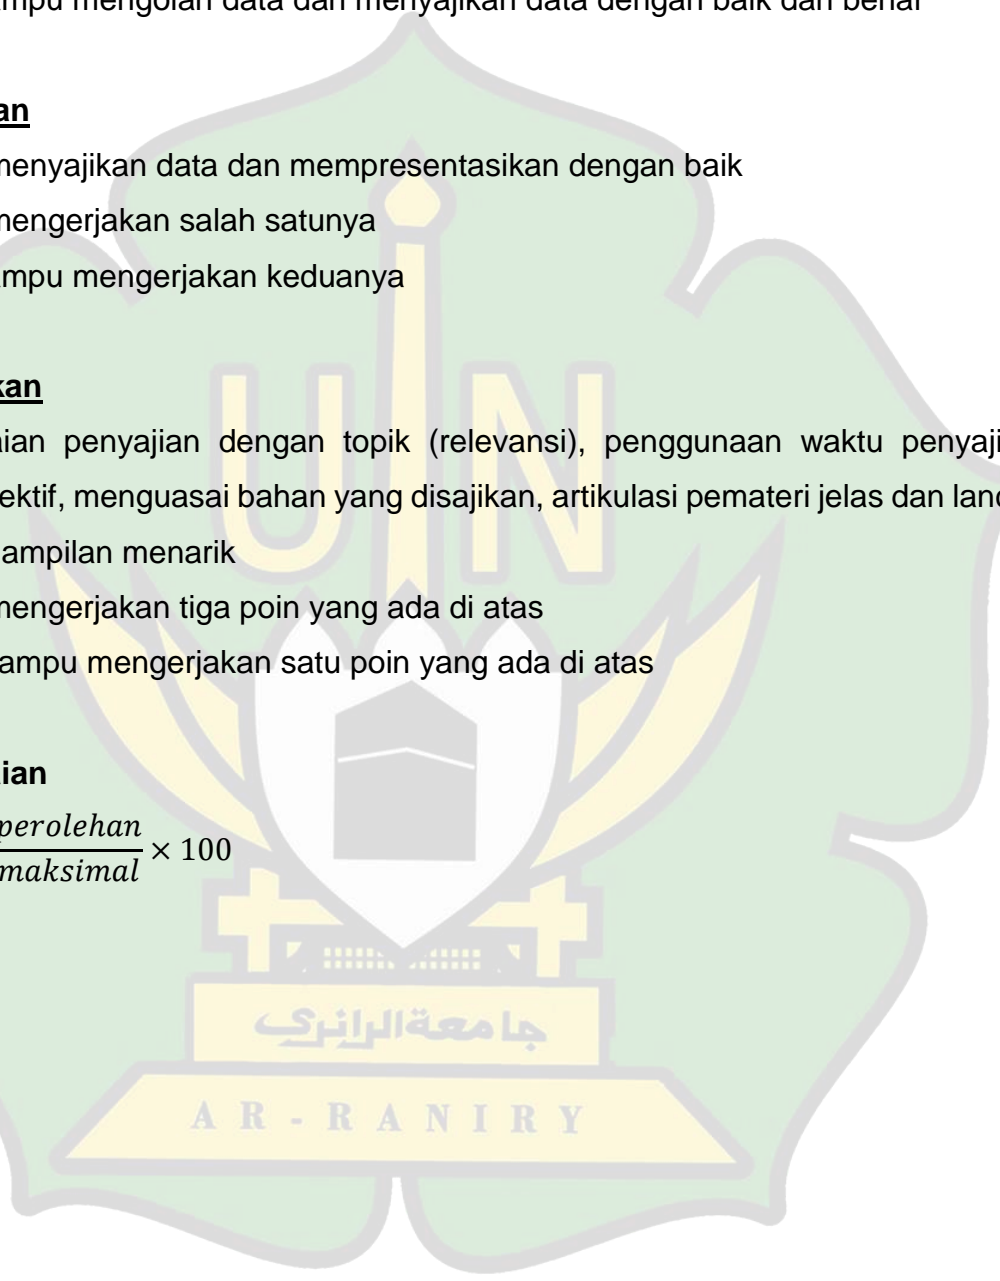 ampu mengolah data dan menyajikan data dengan baik dan benar
an
menyajikan data dan mempresentasikan dengan baik
mengerjakan salah satunya
ampu mengerjakan keduanya
kan
aian penyajian dengan topik (relevansi), penggunaan waktu penyaji
ektif, menguasai bahan yang disajikan, artikulasi pemateri jelas dan lanc
ampilan menarik
mengerjakan tiga poin yang ada di atas
ampu mengerjakan satu poin yang ada di atas
UIN
ian
perolehan
maksimal × 100
جامعة الرانري
AR-RANIRY